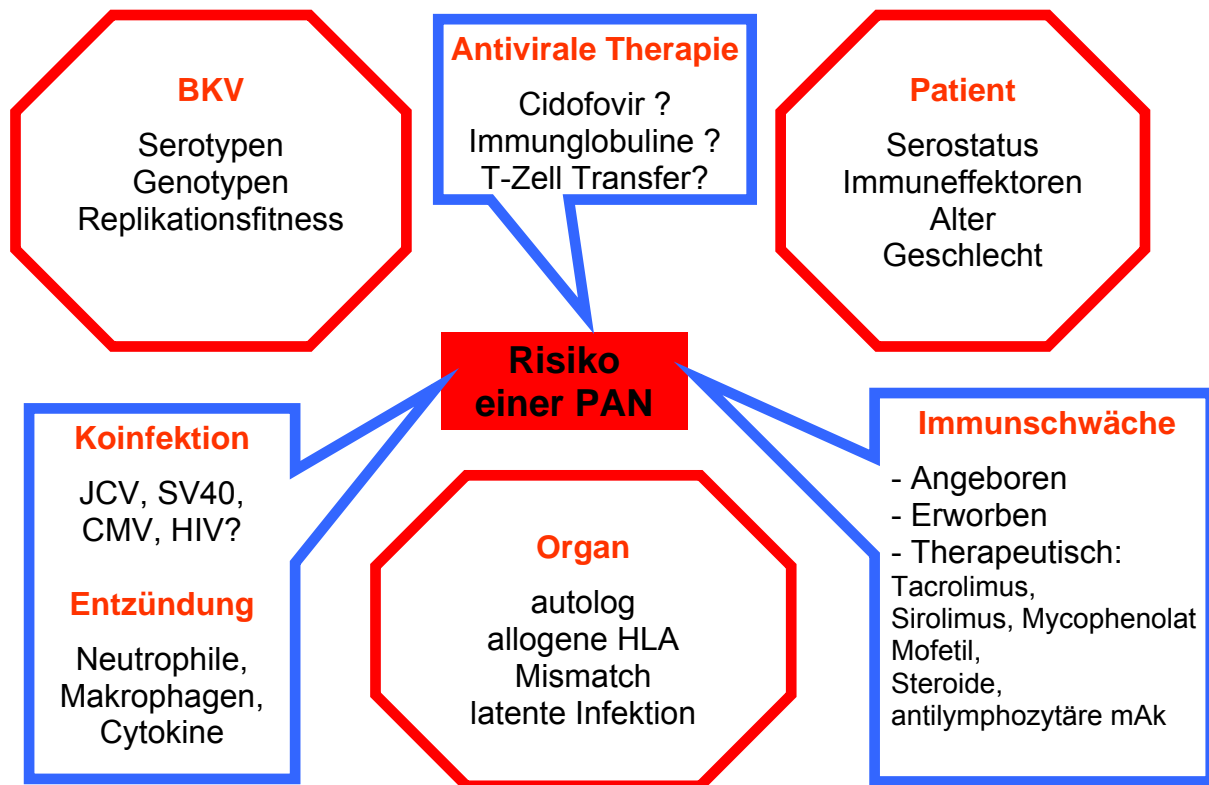 BKV
Serotypen
Genotypen
Replikationsfitness
Antivirale Therapie
Cidofovir ?
Immunglobuline ?
T-Zell Transfer?
Patient
Serostatus
Immuneffektoren
Alter
Geschlecht
Risiko
einer PAN
Koinfektion
JCV, SV40,
CMV, HIV?
Entzündung
Neutrophile,
Makrophagen,
Cytokine
Organ
autolog
allogene HLA
Mismatch
latente Infektion
Immunschwäche
- Angeboren
- Erworben
- Therapeutisch:
Tacrolimus,
Sirolimus, Mycophenolat
Mofetil,
Steroide,
antilymphozytäre mAk